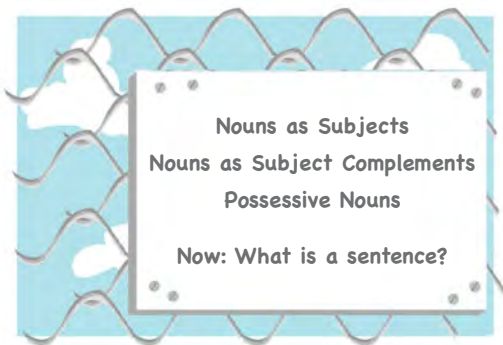 Nouns as Subjects
Nouns as Subject Complements
Possessive Nouns
Now: What is a sentence?